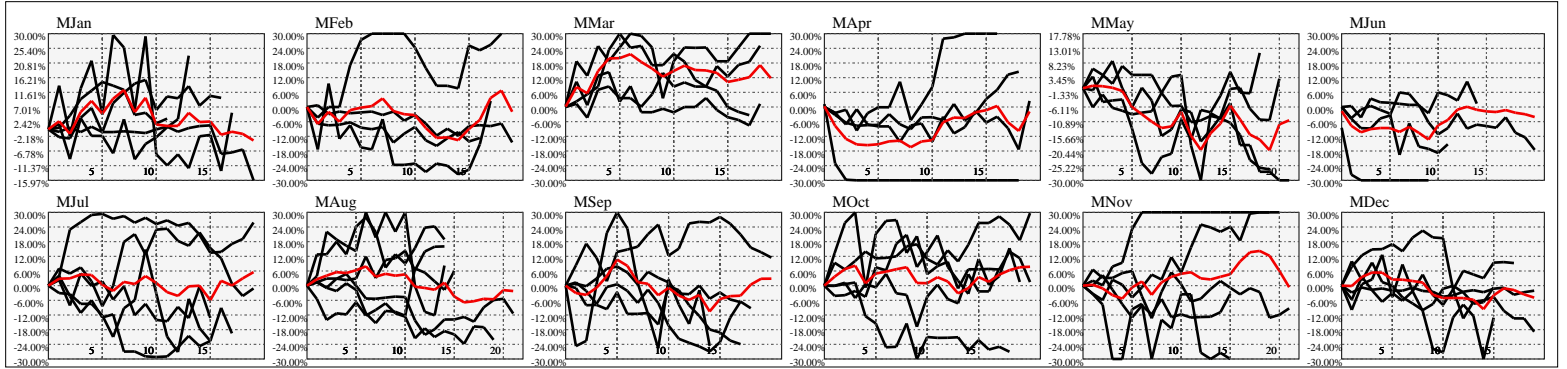 MJan MFeb MMar MApr MMay MJun
30.00% 30.00% 30.00% 30.00% 17.78% 30.00%
25.40% 24.00% 24.00% 24.00% 13.01% 24.00%
20.81% 18.00% 18.00% 18.00% 8.23% 18.00%
16.21% 12.00% 12.00% 12.00% 3.45% 12.00%
11.61% 6.00% 6.00% 6.00% -1.33% 6.00%
7.01% 0.00% 0.00% 0.00% -6.11% 0.00%
2.42% -6.00% -6.00% -6.00% -10.89% -6.00%
-2.18% -12.00% -12.00% -12.00% -15.66% -12.00%
-6.78% -18.00% -18.00% -18.00% -20.44% -18.00%
-11.37% -24.00% -24.00% -24.00% -25.22% -24.00%
-15.97% -30.00% -30.00% -30.00% -30.00% -30.00%
5 10 15 5 10 15 5 10 15 5 10 15 5 10 15 20 5 10 15
MJul MAug MSep MOct MNov MDec
30.00% 30.00% 30.00% 30.00% 30.00% 30.00%
24.00% 24.00% 24.00% 24.00% 24.00% 24.00%
18.00% 18.00% 18.00% 18.00% 18.00% 18.00%
12.00% 12.00% 12.00% 12.00% 12.00% 12.00%
6.00% 6.00% 6.00% 6.00% 6.00% 6.00%
0.00% 0.00% 0.00% 0.00% 0.00% 0.00%
-6.00% -6.00% -6.00% -6.00% -6.00% -6.00%
-12.00% -12.00% -12.00% -12.00% -12.00% -12.00%
-18.00% -18.00% -18.00% -18.00% -18.00% -18.00%
-24.00% -24.00% -24.00% -24.00% -24.00% -24.00%
-30.00% -30.00% -30.00% -30.00% -30.00% -30.00%
5 10 15 5 10 15 20 5 10 15 5 10 15 5 10 15 20 5 10 15